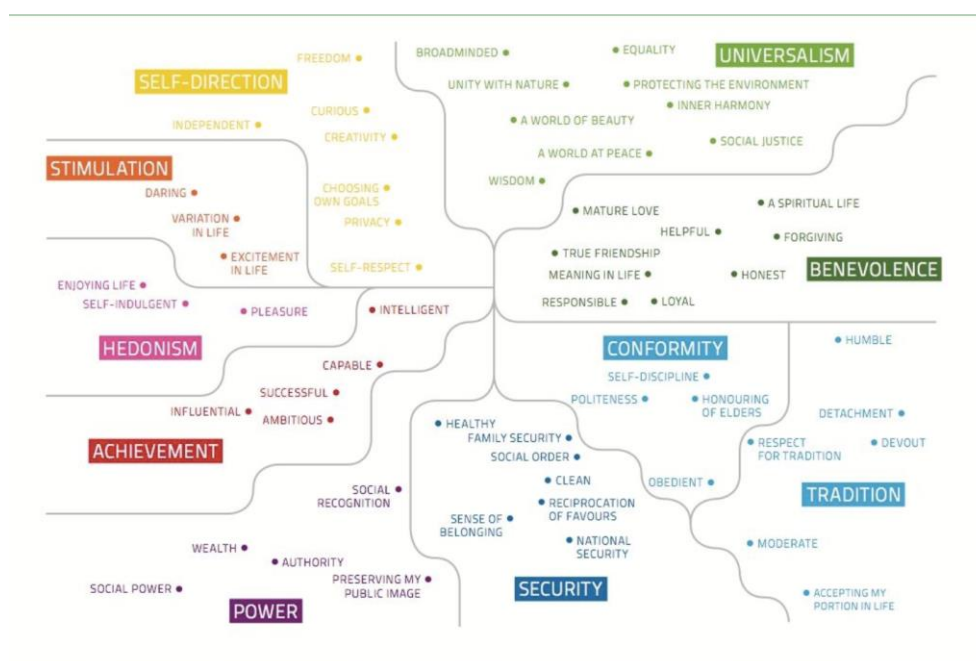 SELF-DIRECTION
FREEDOM
CURIOUS
INDEPENDENT
CREATIVITY
CHOOSING
OWN GOALS
PRIVACY
SELF-RESPECT
UNIVERSALISM
BROADMINDED
EQUALITY
UNITY WITH NATURE
PROTECTING THE ENVIRONMENT
INNER HARMONY
A WORLD OF BEAUTY
SOCIAL JUSTICE
A WORLD AT PEACE
WISDOM
STIMULATION
DARING
VARIATION
IN LIFE
EXCITEMENT
IN LIFE
MATURE LOVE
A SPIRITUAL LIFE
HELPFUL
FORGIVING
TRUE FRIENDSHIP
MEANING IN LIFE
HONEST
BENEVOLENCE
RESPONSIBLE
LOYAL
ENJOYING LIFE
SELF-INDULGENT
PLEASURE
HEDONISM
INTELLIGENT
CAPABLE
SUCCESSFUL
INFLUENTIAL
AMBITIOUS
ACHIEVEMENT
CONFORMITY
SELF-DISCIPLINE
POLITENESS
HONOURING
OF ELDERS
OBEDIENT
HUMBLE
DETACHMENT
RESPECT
FOR TRADITION
DEVOUT
TRADITION
MODERATE
ACCEPTING MY
PORTION IN LIFE
HEALTHY
FAMILY SECURITY
SOCIAL ORDER
CLEAN
RECIPROCATION
OF FAVOURS
SENSE OF
BELONGING
NATIONAL
SECURITY
SECURITY
SOCIAL
RECOGNITION
WEALTH
AUTHORITY
SOCIAL POWER
PRESERVING MY
PUBLIC IMAGE
POWER